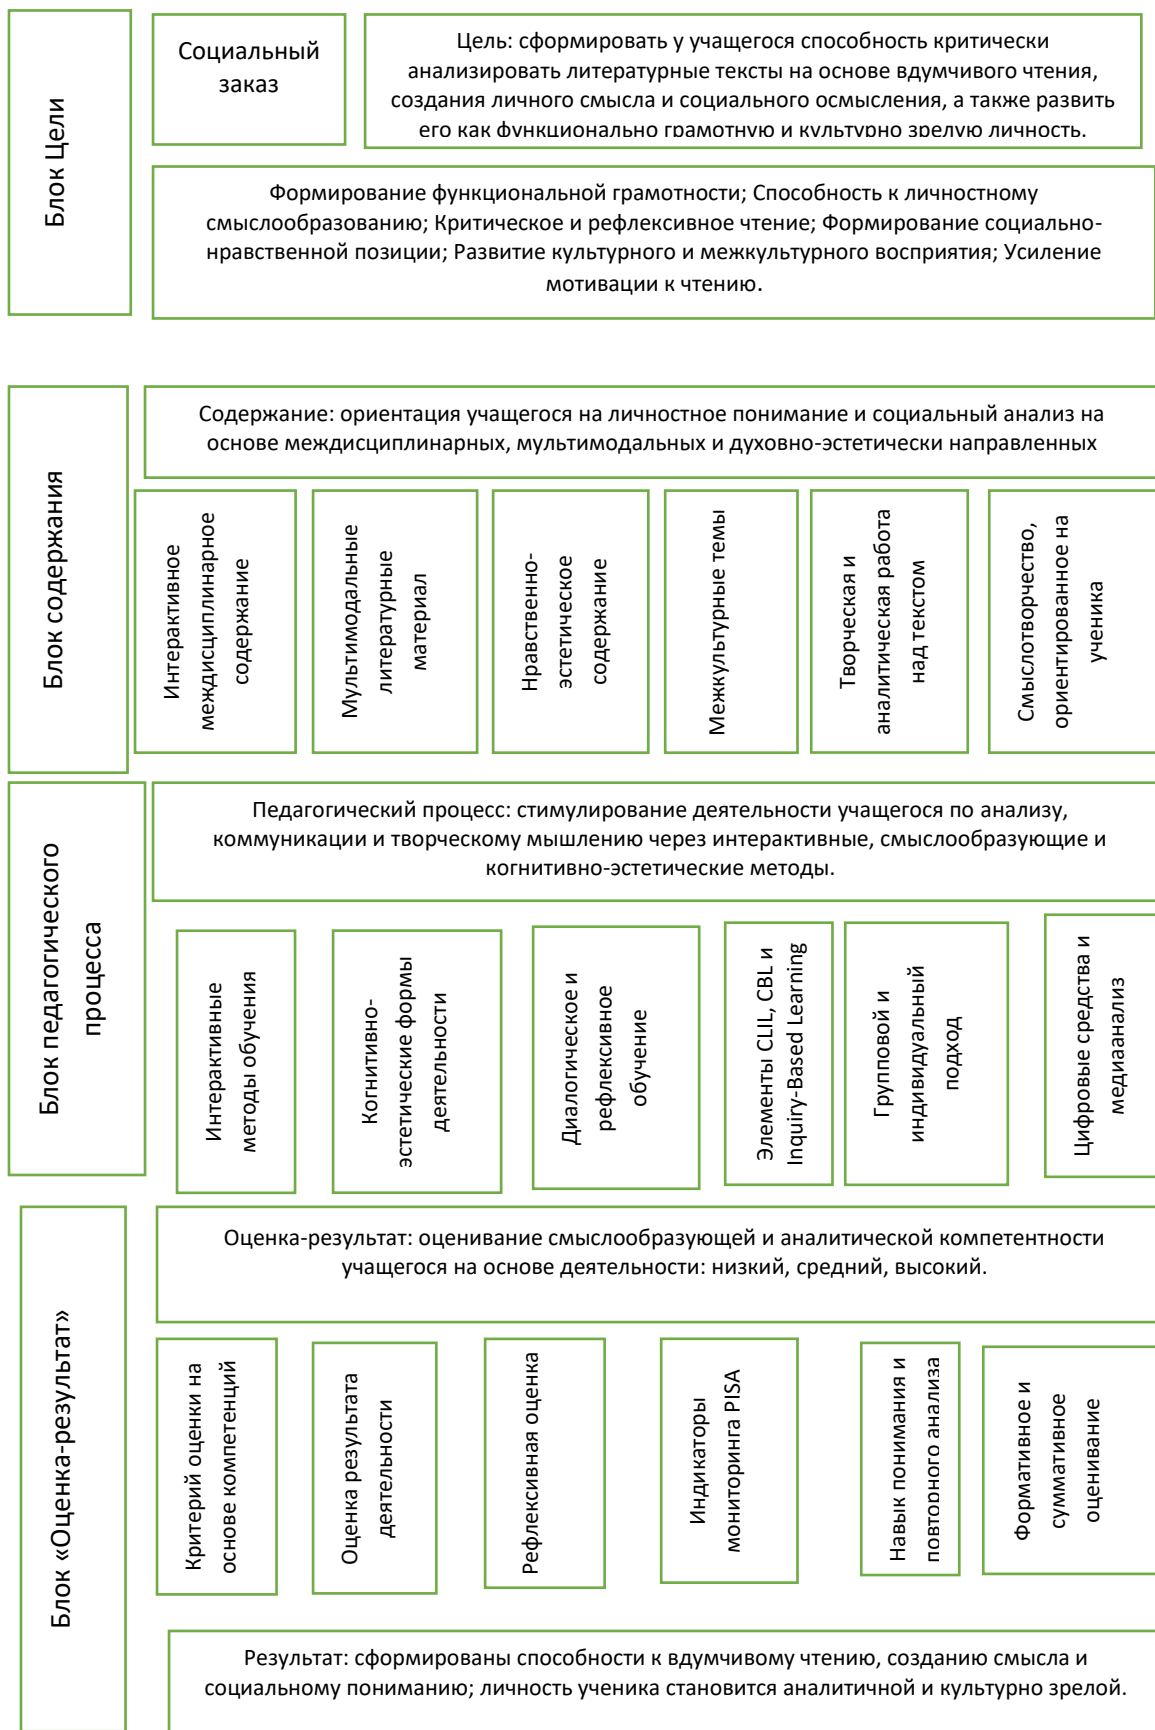 Блок Цели
Социальный
заказ
Цель: сформировать у учащегося способность критически
анализировать литературные тексты на основе вдумчивого чтения,
создания личного смысла и социального осмысления, а также развить
его как функционально грамотную и культурно зрелую личность.
Формирование функциональной грамотности; Способность к личностному
смыслообразованию; Критическое и рефлексивное чтение; Формирование социально-
нравственной позиции; Развитие культурного и межкультурного восприятия; Усиление
мотивации к чтению.
Блок содержания
Содержание: ориентация учащегося на личностное понимание и социальный анализ на
основе междисциплинарных, мультимодальных и духовно-эстетически направленных
Интерактивное
междисциплинарное
содержание
Мультимодальные
литературные
материал
Нравственно-
эстетическое
содержание
Межкультурные темы
Творческая и
аналитическая работа
над текстом
Смыслотворчество,
ориентированное на
ученика
Блок педагогического
процесса
Педагогический процесс: стимулирование деятельности учащегося по анализу,
коммуникации и творческому мышлению через интерактивные, смыслообразующие и
когнитивно-эстетические методы.
Интерактивные
методы обучения
Когнитивно-
эстетические формы
деятельности
Диалогическое и
рефлексивное
обучение
Элементы CLIL, CBL и
Inquiry-Based Learning
Групповой и
индивидуальный
подход
Цифровые средства и
медиаанализ
Блок «Оценка-результат»
Оценка-результат: оценивание смыслообразующей и аналитической компетентности
учащегося на основе деятельности: низкий, средний, высокий.
Критерий оценки на
основе компетенций
Оценка результата
деятельности
Рефлексивная оценка
Индикаторы
мониторинга PISA
Навык понимания и
повторного анализа
Формативное и
суммативное
оценивание
Результат: сформированы способности к вдумчивому чтению, созданию смысла и
социальному пониманию; личность ученика становится аналитичной и культурно зрелой.